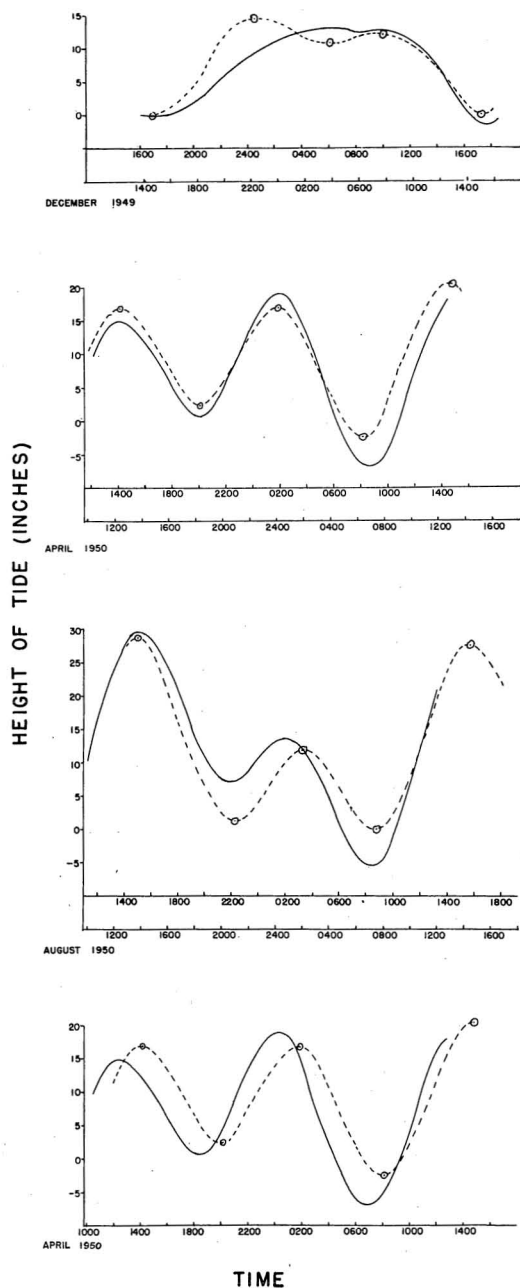 15
10
5
0
1600 2000 2400 0400 0800 1200 1600
1400 1800 2200 0200 0600 1000 1400
DECEMBER 1949
20
15
10
5
0
-5
1400 1800 2200 0200 0600 1000 1400
1200 1600 2000 2400 0400 0800 1200 1600
APRIL 1950
HEIGHT OF TIDE (INCHES)
30
25
20
15
10
5
0
-5
1400 1800 2200 0200 0600 1000 1400 1800
1200 1600 2000 2400 0400 0800 1200 1600
AUGUST 1950
20
15
10
5
0
-5
1000 1400 1800 2200 0200 0600 1000 1400
APRIL 1950
TIME